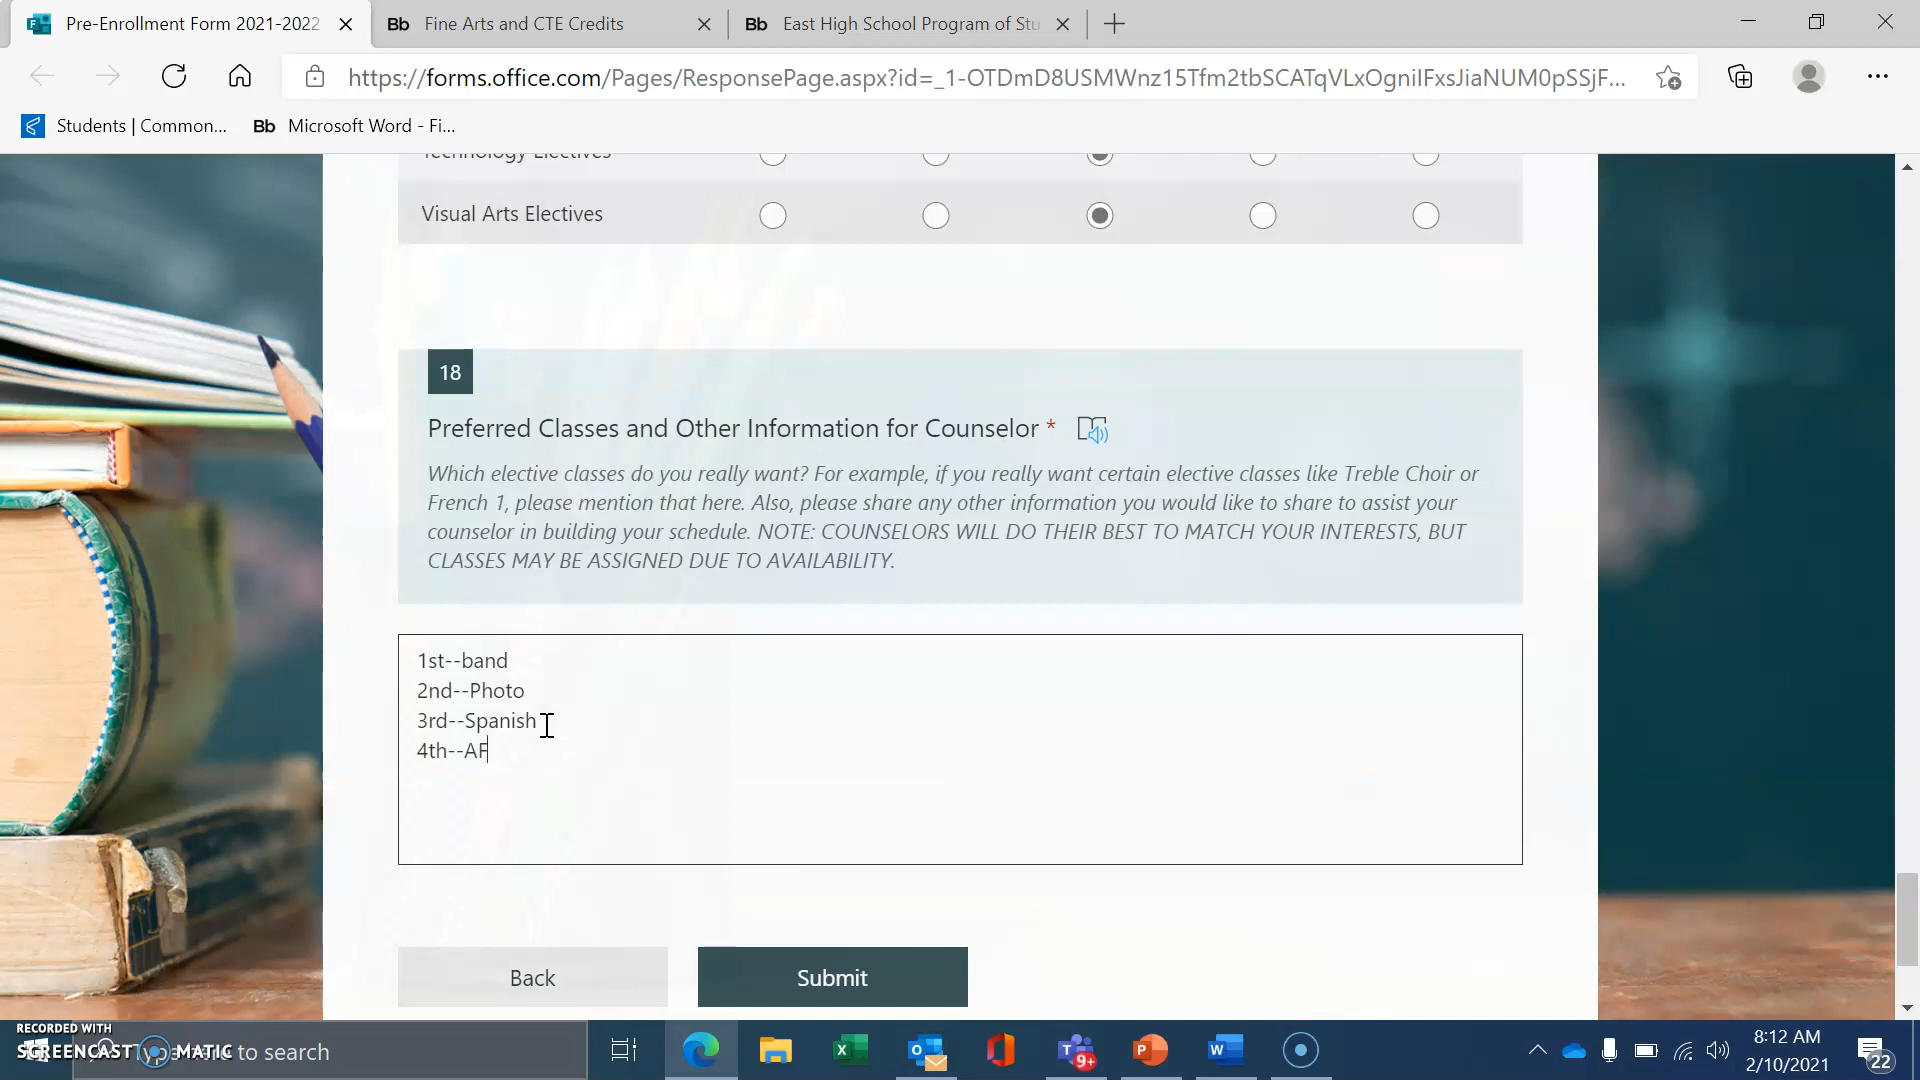 Pre-Enrollment Form 2021-2022
Bb Fine Arts and CTE Credits
Bb East High School Program of Stu
https://forms.office.com/Pages/ResponsePage.aspx?id=_1-OTDmD8USMWnz15Tfm2tbSCATqVLxOgniIFxsJiaNUM0pSSjF...
Students | Common...
Bb Microsoft Word - Fi...
Technology Electives
Visual Arts Electives
18
Preferred Classes and Other Information for Counselor *
Which elective classes do you really want? For example, if you really want certain elective classes like Treble Choir or
French 1, please mention that here. Also, please share any other information you would like to share to assist your
counselor in building your schedule. NOTE: COUNSELORS WILL DO THEIR BEST TO MATCH YOUR INTERESTS, BUT
CLASSES MAY BE ASSIGNED DUE TO AVAILABILITY.
1st--band
2nd--Photo
3rd--Spanish
4th--AF
Back
Submit
RECORDED WITH
SCREENCAST MATIC
to search
9+
8:12 AM
2/10/2021
22